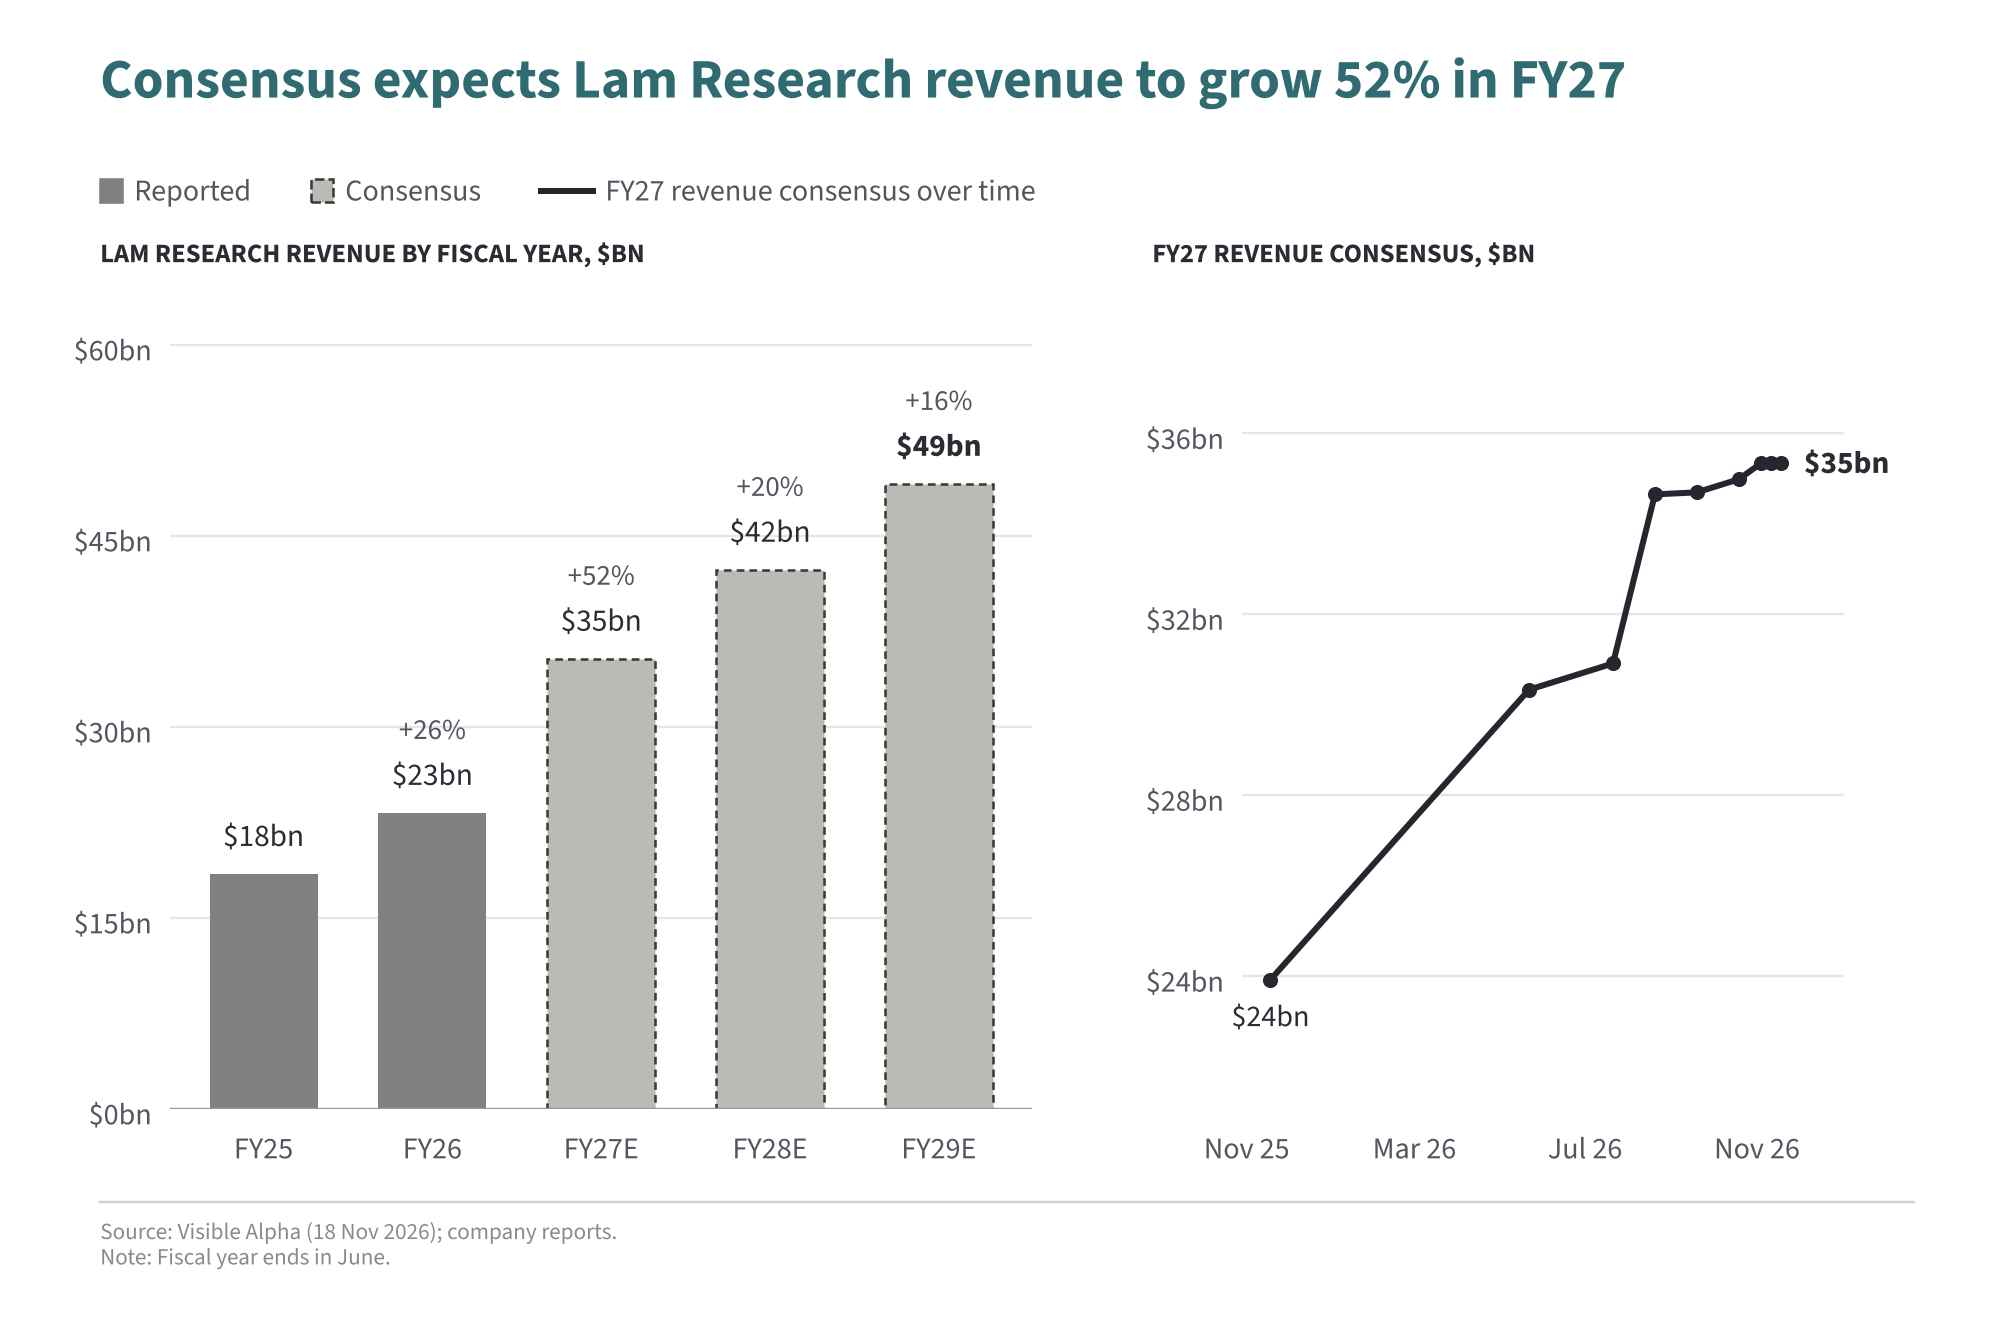 Consensus expects Lam Research revenue to grow 52% in FY27
Reported
Consensus
FY27 revenue consensus over time
LAM RESEARCH REVENUE BY FISCAL YEAR, $BN
$60bn
$45bn
$30bn
$15bn
$0bn
$18bn
+26%
$23bn
+52%
$35bn
+20%
$42bn
+16%
$49bn
FY25
FY26
FY27E
FY28E
FY29E
FY27 REVENUE CONSENSUS, $BN
$36bn
$32bn
$28bn
$24bn
$24bn
$35bn
Nov 25
Mar 26
Jul 26
Nov 26
Source: Visible Alpha (18 Nov 2026); company reports.
Note: Fiscal year ends in June.